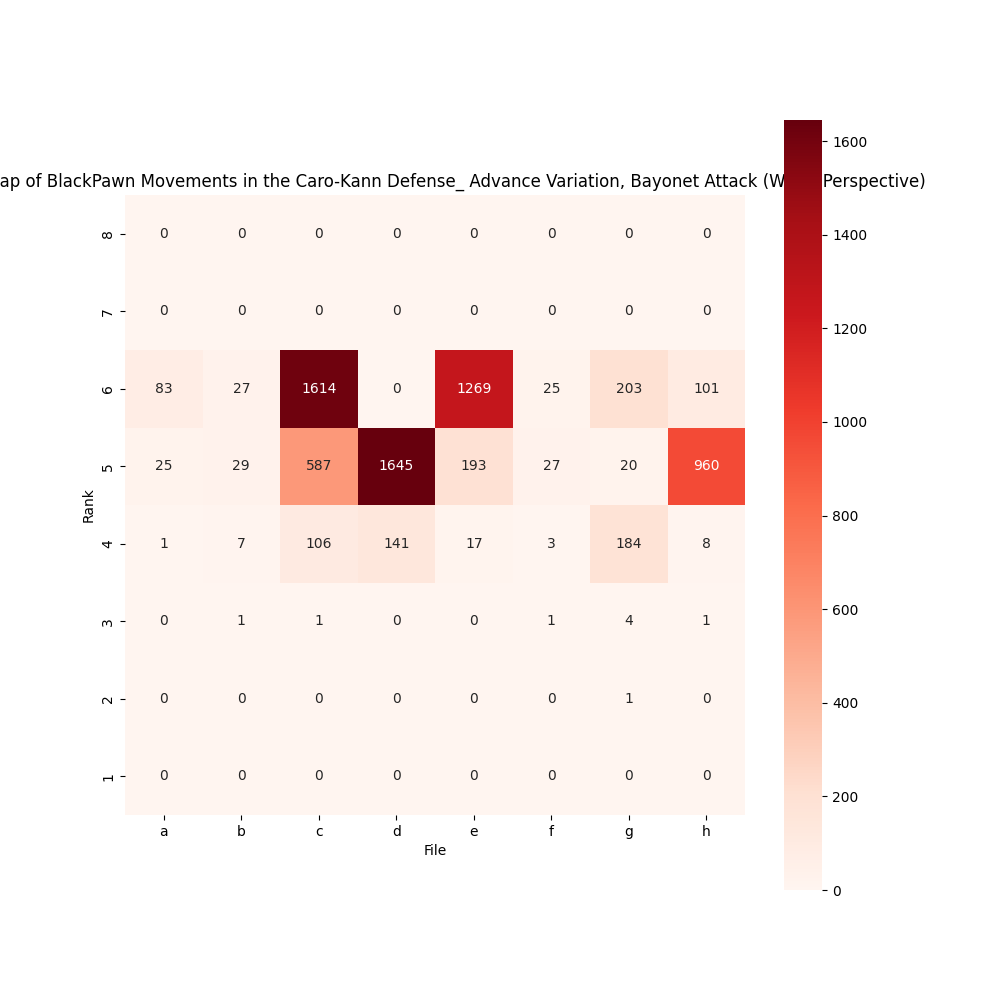 ap of BlackPawn Movements in the Caro-Kann Defense_ Advance Variation, Bayonet Attack (W Perspective)
8 0 0 0 0 0 0 0 0
7 0 0 0 0 0 0 0 0
6 83 27 1614 0 1269 25 203 101
5 25 29 587 1645 193 27 20 960
4 1 7 106 141 17 3 184 8
3 0 1 1 0 0 1 4 1
2 0 0 0 0 0 0 1 0
1 0 0 0 0 0 0 0 0
Rank
a b c d e f g h
File
1600
1400
1200
1000
800
600
400
200
0